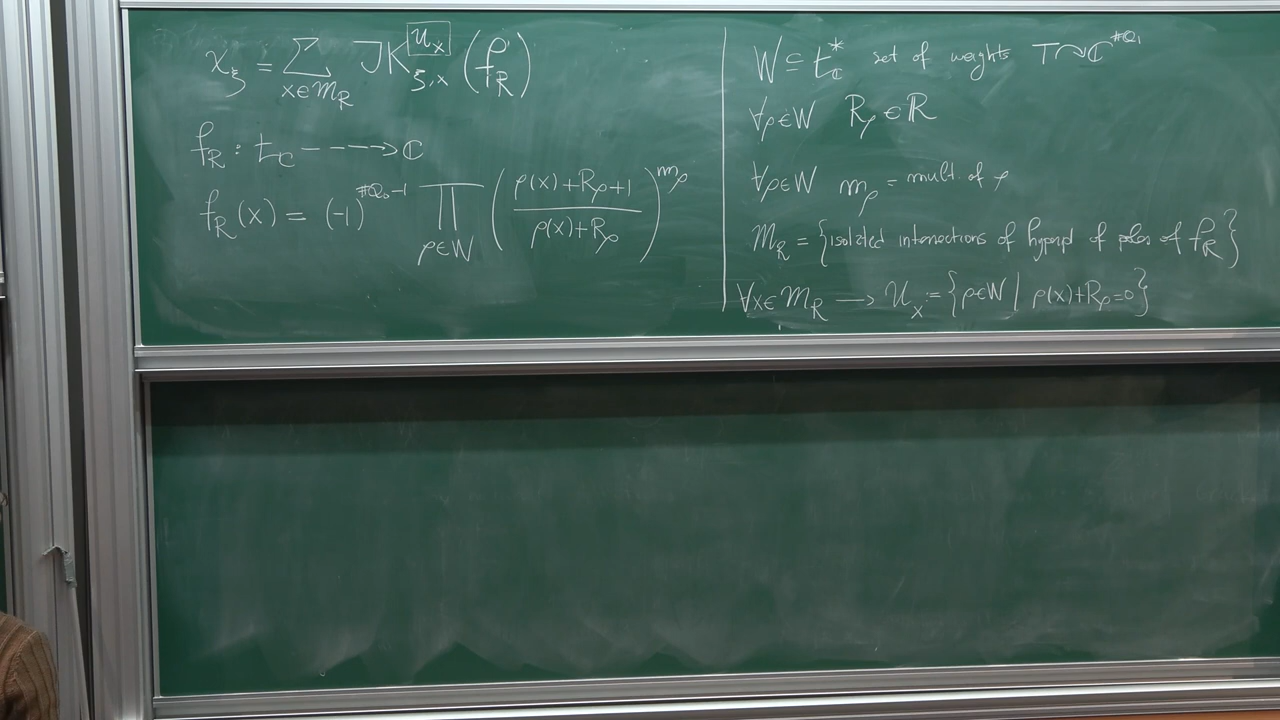 χ_ξ = Σ_{x∈M_R} JK^{U_x}_{ξ,x} (f_R)
f_R : t_ℂ ----> ℂ
f_R(x) = (-1)^{#Q_0-1} ∏_{ρ∈W} ( (ρ(x)+R_ρ+1) / (ρ(x)+R_ρ) )^{m_ρ}
W ⊆ t_ℂ^* set of weights T↷ℂ^{#Q_1}
∀ρ∈W R_ρ∈ℝ
∀ρ∈W m_ρ = mult. of ρ
M_R = {isolated intersections of hyperpl of poles of f_R}
∀x∈M_R → U_x := {ρ∈W | ρ(x)+R_ρ=0}